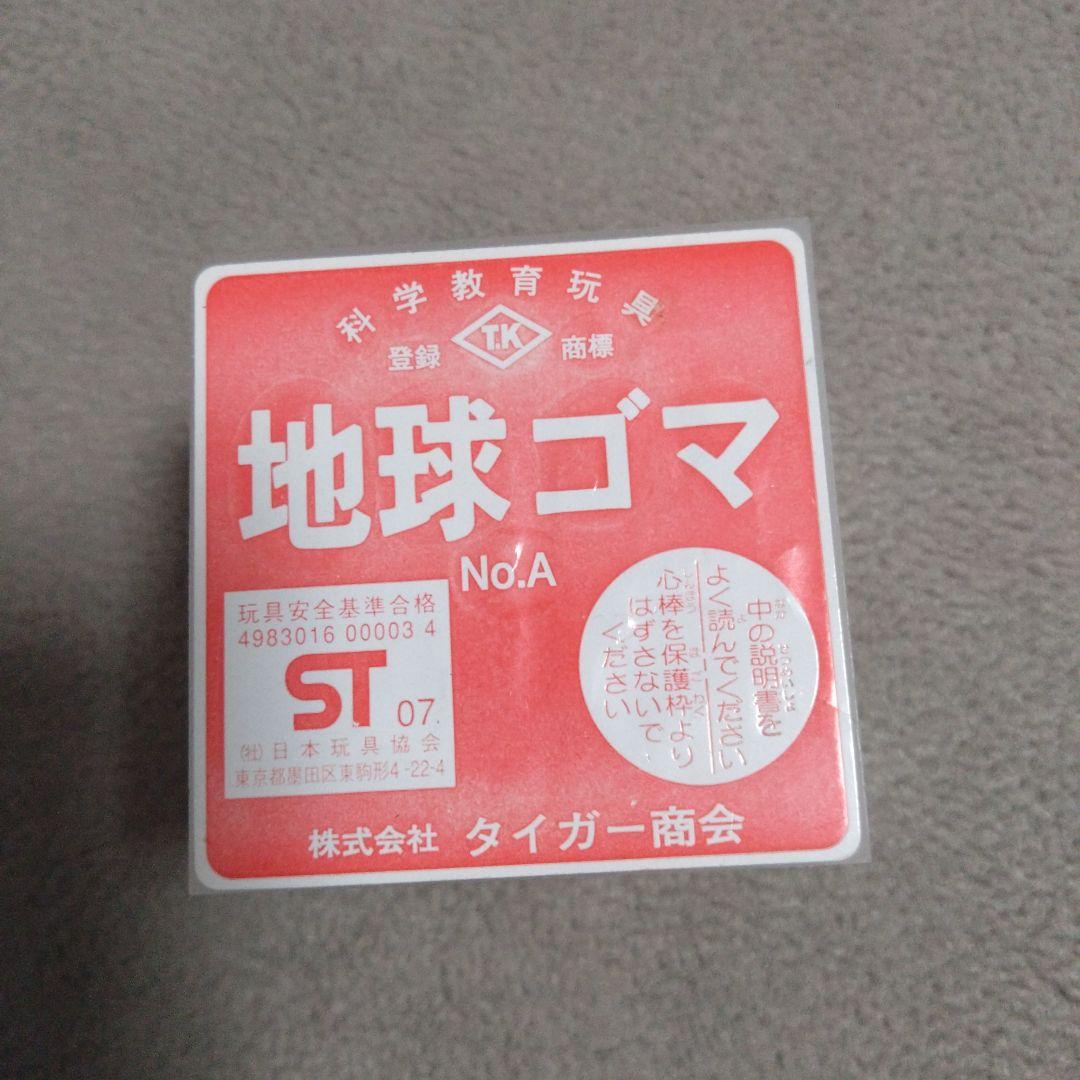 科学教育玩具
登録 T.K 商標
地球ゴマ
No.A
玩具安全基準合格
4983016 00003 4
ST 07.
(社)日本玩具協会
東京都墨田区東駒形4-22-4
中の説明書を
よく読んでください
心棒を保護枠より
はずさないで
ください
株式会社 タイガー商会